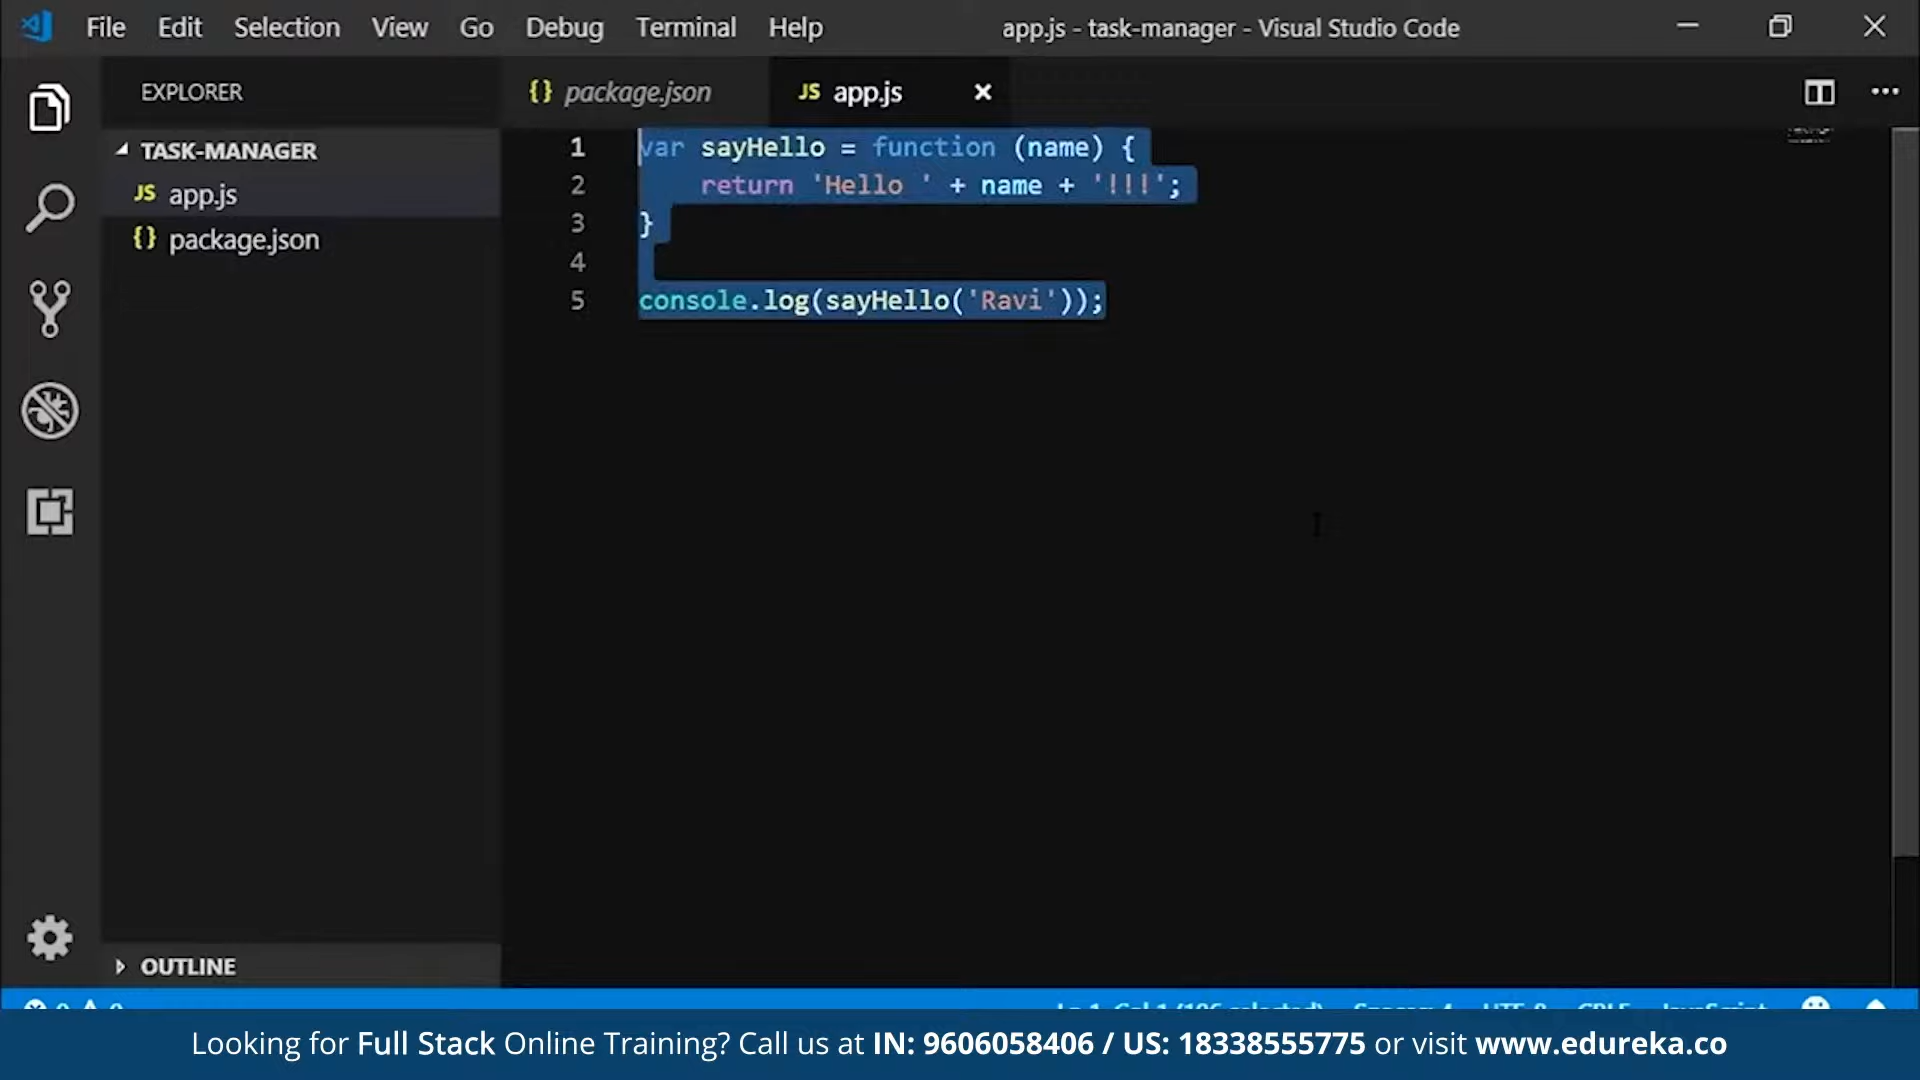 File Edit Selection View Go Debug Terminal Help app.js - task-manager - Visual Studio Code
EXPLORER
{} package.json JS app.js
TASK-MANAGER
JS app.js
{} package.json
1 var sayHello = function (name) {
2 return 'Hello ' + name + '!!!';
3 }
4
5 console.log(sayHello('Ravi'));
OUTLINE
Looking for Full Stack Online Training? Call us at IN: 9606058406 / US: 18338555775 or visit www.edureka.co